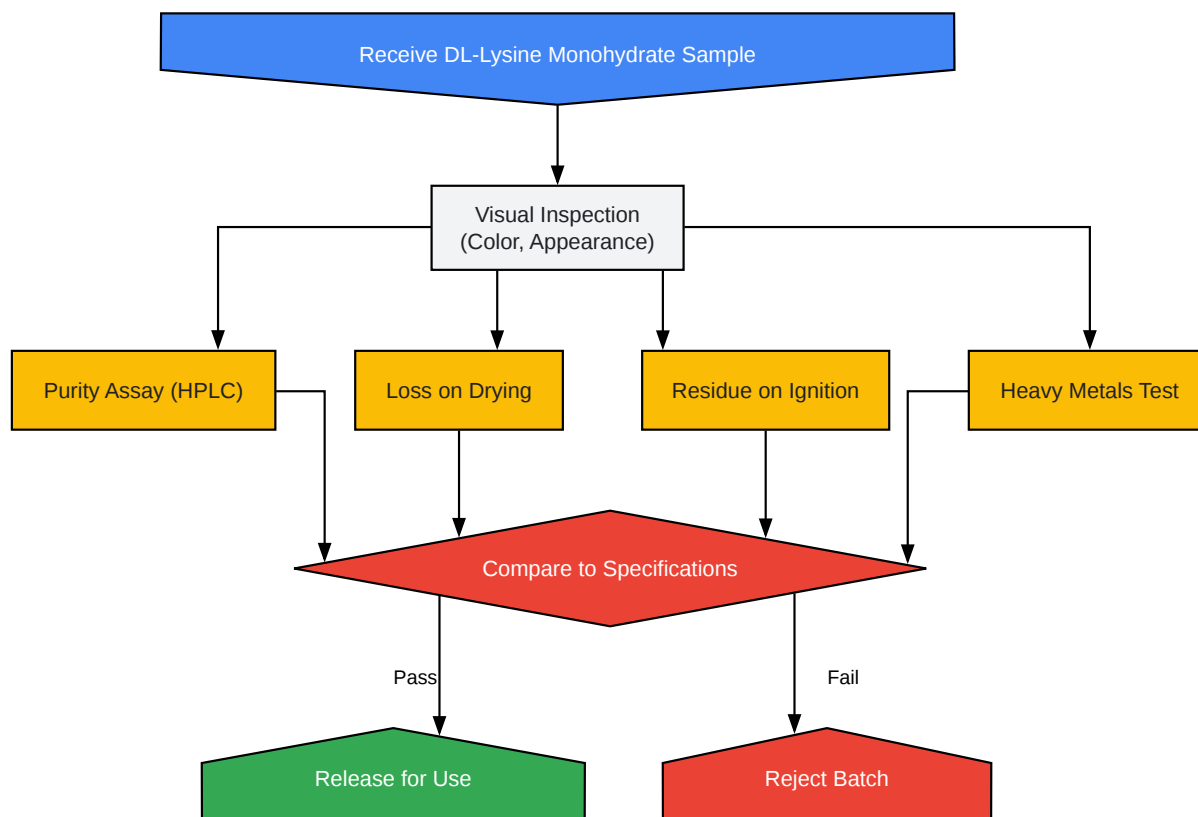 Receive DL-Lysine Monohydrate Sample
Visual Inspection
(Color, Appearance)
Purity Assay (HPLC)
Loss on Drying
Residue on Ignition
Heavy Metals Test
Compare to Specifications
Pass
Fail
Release for Use
Reject Batch